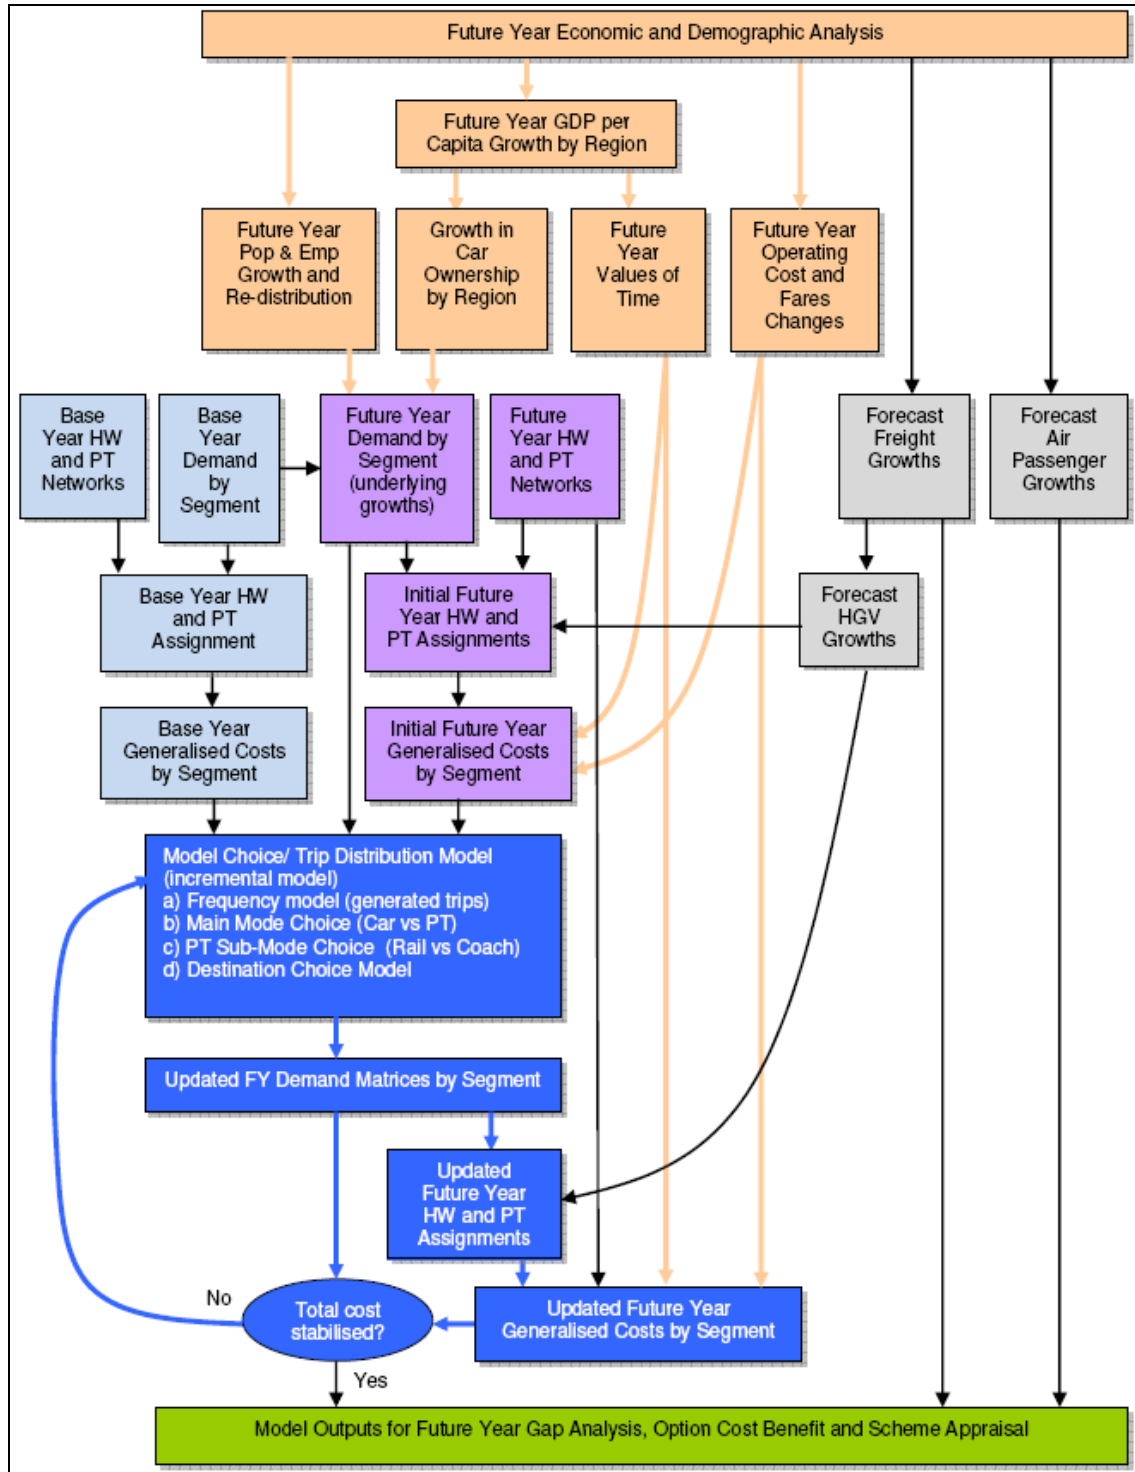 Future Year Economic and Demographic Analysis
Future Year GDP per
Capita Growth by Region
Future Year
Pop & Emp
Growth and
Re-distribution
Growth in
Car
Ownership
by Region
Future
Year
Values of
Time
Future Year
Operating
Cost and
Fares
Changes
Base
Year HW
and PT
Networks
Base
Year
Demand
by
Segment
Future Year
Demand by
Segment
(underlying
growths)
Future
Year HW
and PT
Networks
Forecast
Freight
Growths
Forecast
Air
Passenger
Growths
Base Year HW
and PT
Assignment
Initial Future
Year HW and
PT Assignments
Forecast
HGV
Growths
Base Year
Generalised Costs
by Segment
Initial Future Year
Generalised Costs
by Segment
Model Choice/ Trip Distribution Model
(incremental model)
a) Frequency model (generated trips)
b) Main Mode Choice (Car vs PT)
c) PT Sub-Mode Choice (Rail vs Coach)
d) Destination Choice Model
Updated FY Demand Matrices by Segment
Updated
Future Year
HW and PT
Assignments
No
Total cost
stabilised?
Updated Future Year
Generalised Costs by Segment
Yes
Model Outputs for Future Year Gap Analysis, Option Cost Benefit and Scheme Appraisal